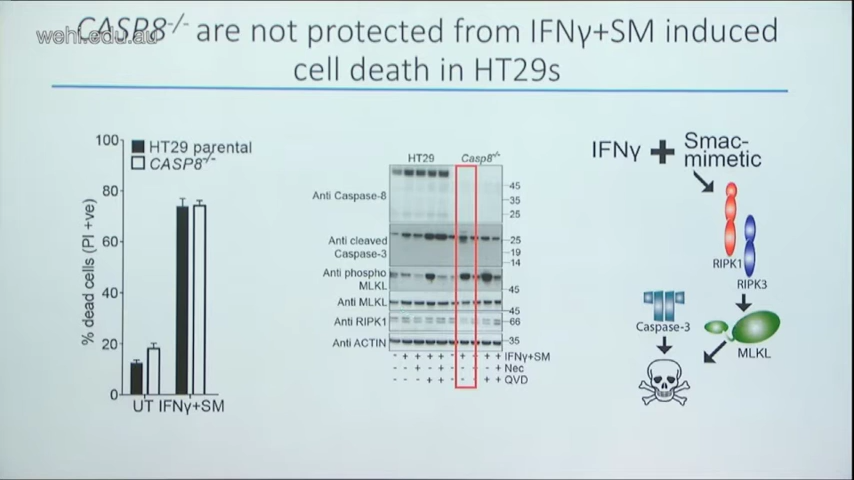 CASP8-/- are not protected from IFNγ+SM induced
cell death in HT29s
wehi.edu.au
100
80
60
40
20
0
% dead cells (PI +ve)
HT29 parental
CASP8-/-
UT IFNγ+SM
HT29 Casp8-/-
Anti Caspase-8
45
35
25
Anti cleaved
Caspase-3
25
19
14
Anti phospho
MLKL
45
Anti MLKL
45
Anti RIPK1
66
Anti ACTIN
35
- + + + + - + - + + IFNγ+SM
+ Nec
+ + QVD
IFNγ + Smac-
mimetic
RIPK1
RIPK3
Caspase-3
MLKL